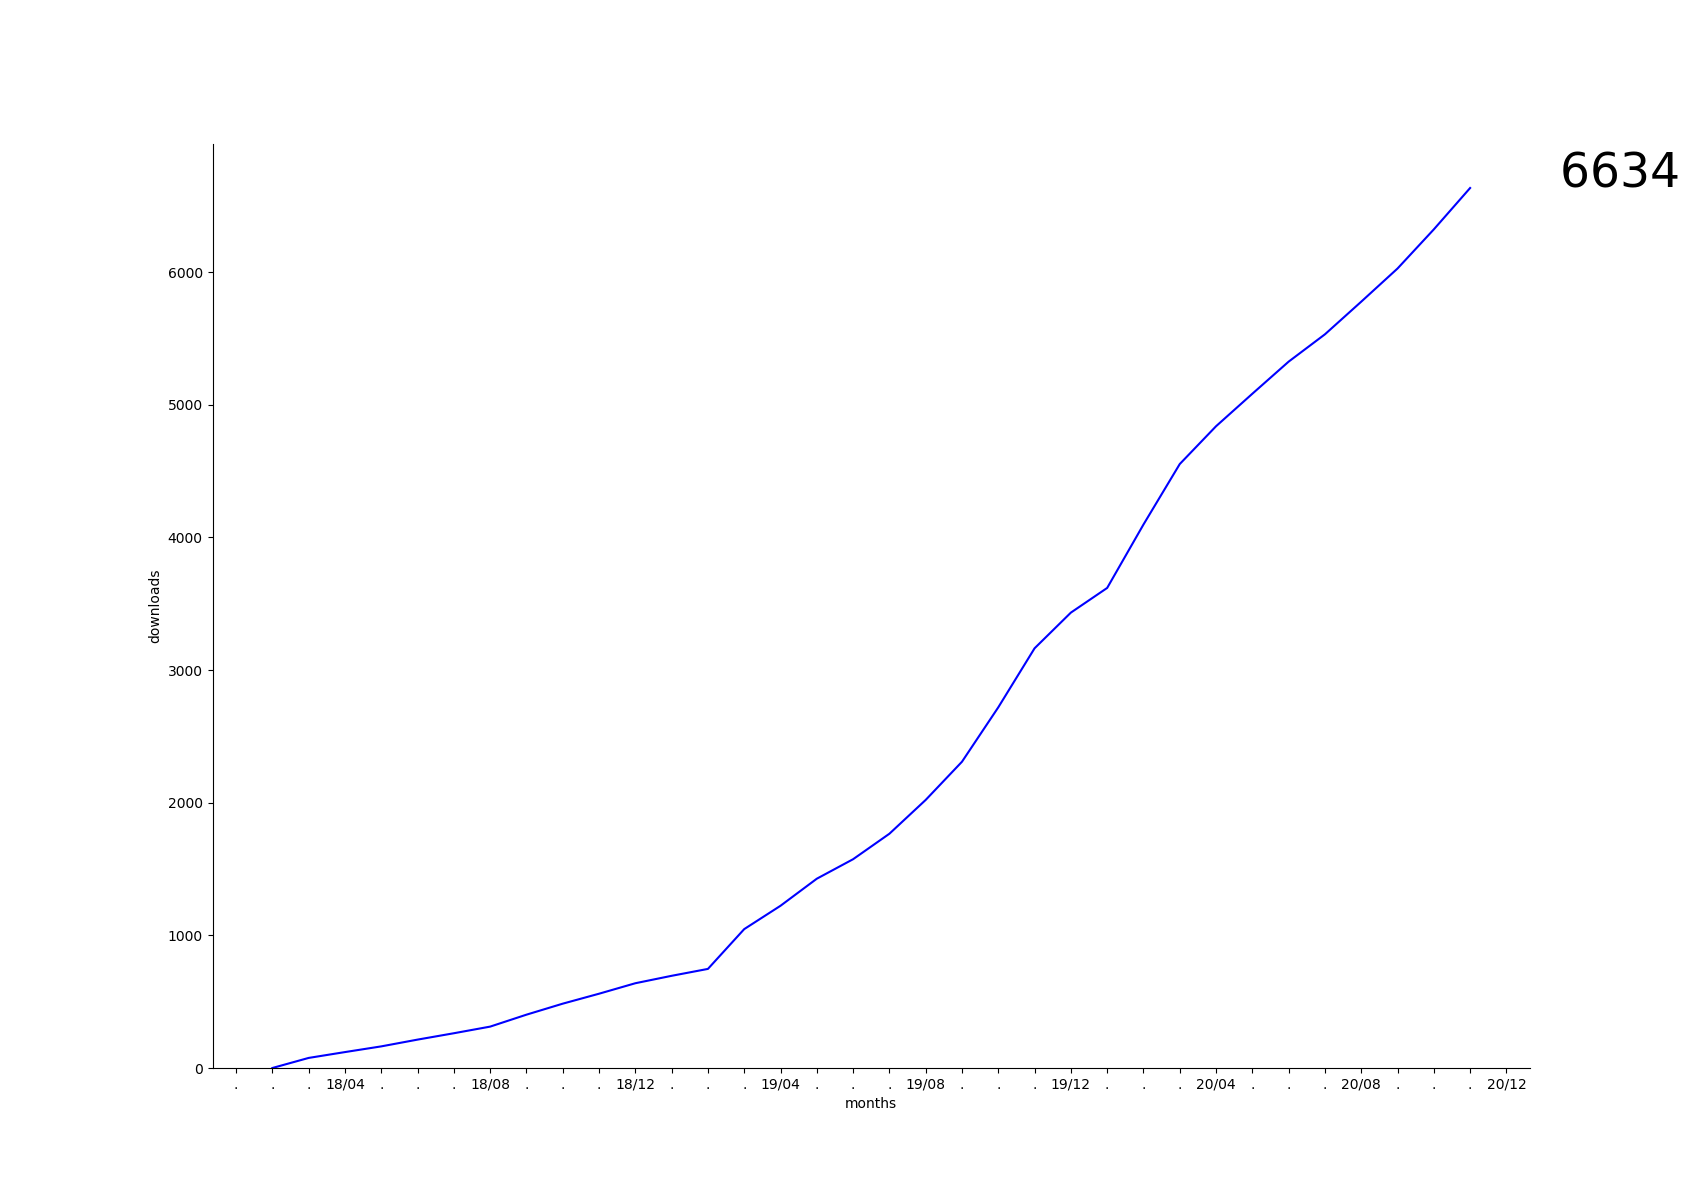 6634
6000
5000
4000
downloads
3000
2000
1000
0
. . . 18/04 . . . 18/08 . . . 18/12 . . . 19/04 . . . 19/08 . . . 19/12 . . . 20/04 . . . 20/08 . . . 20/12
months